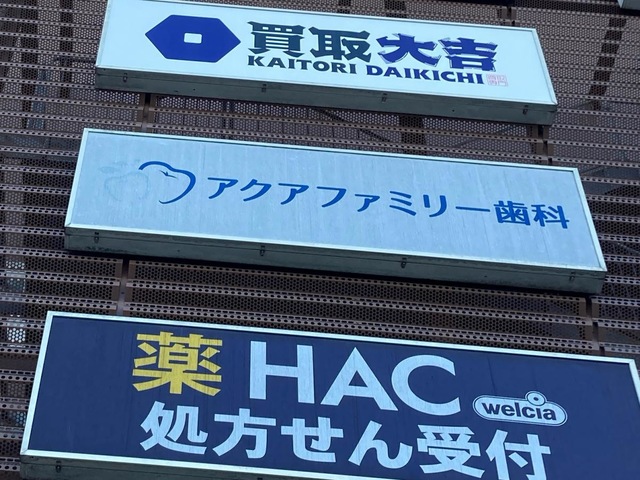 買取大吉
KAITORI DAIKICHI
アクアファミリー歯科
薬 HAC
welcia
処方せん受付